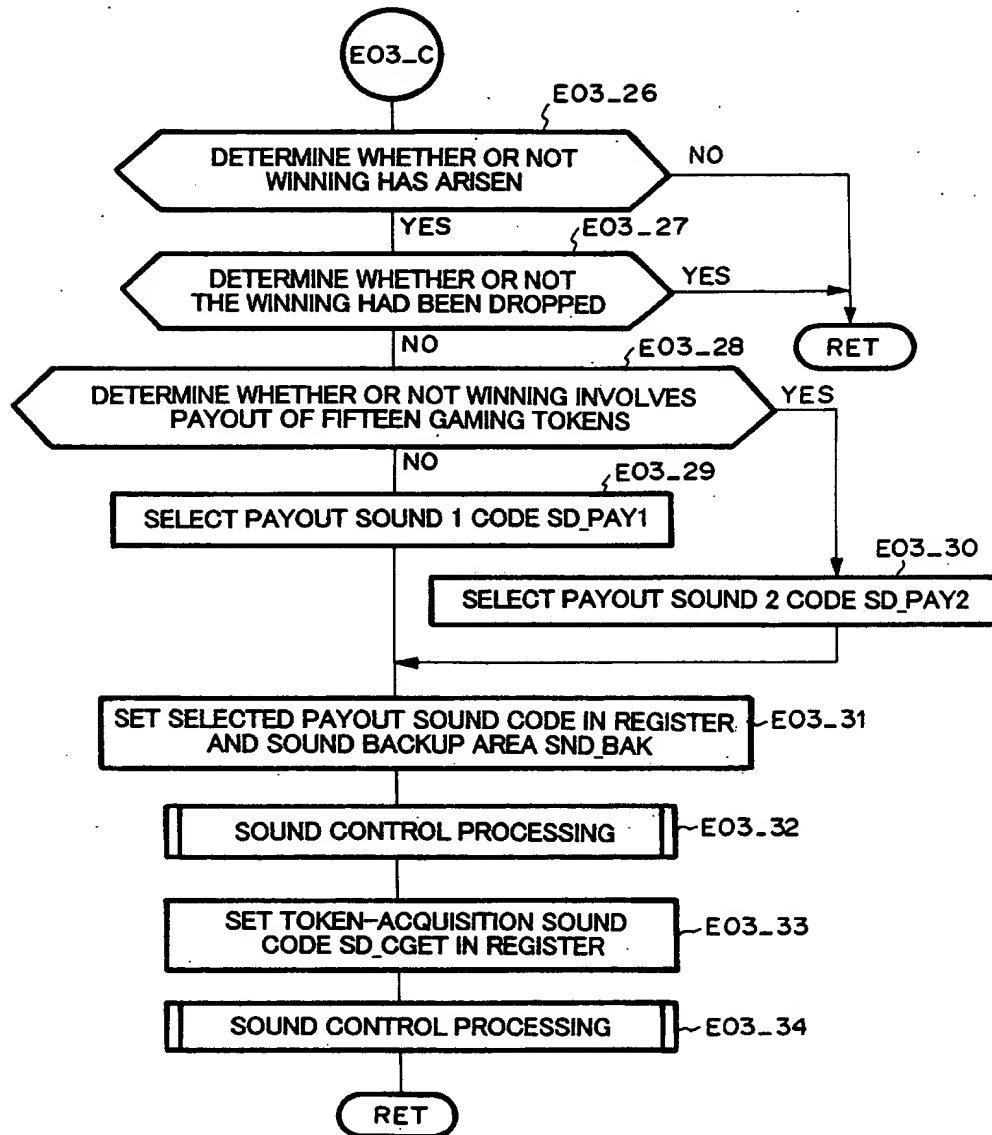 E03_C
E03_26
DETERMINE WHETHER OR NOT
WINNING HAS ARISEN
NO
YES
E03_27
DETERMINE WHETHER OR NOT
THE WINNING HAD BEEN DROPPED
YES
NO
RET
E03_28
DETERMINE WHETHER OR NOT WINNING INVOLVES
PAYOUT OF FIFTEEN GAMING TOKENS
YES
NO
E03_29
SELECT PAYOUT SOUND 1 CODE SD_PAY1
E03_30
SELECT PAYOUT SOUND 2 CODE SD_PAY2
SET SELECTED PAYOUT SOUND CODE IN REGISTER
AND SOUND BACKUP AREA SND_BAK
E03_31
SOUND CONTROL PROCESSING
E03_32
SET TOKEN-ACQUISITION SOUND
CODE SD_CGET IN REGISTER
E03_33
SOUND CONTROL PROCESSING
E03_34
RET